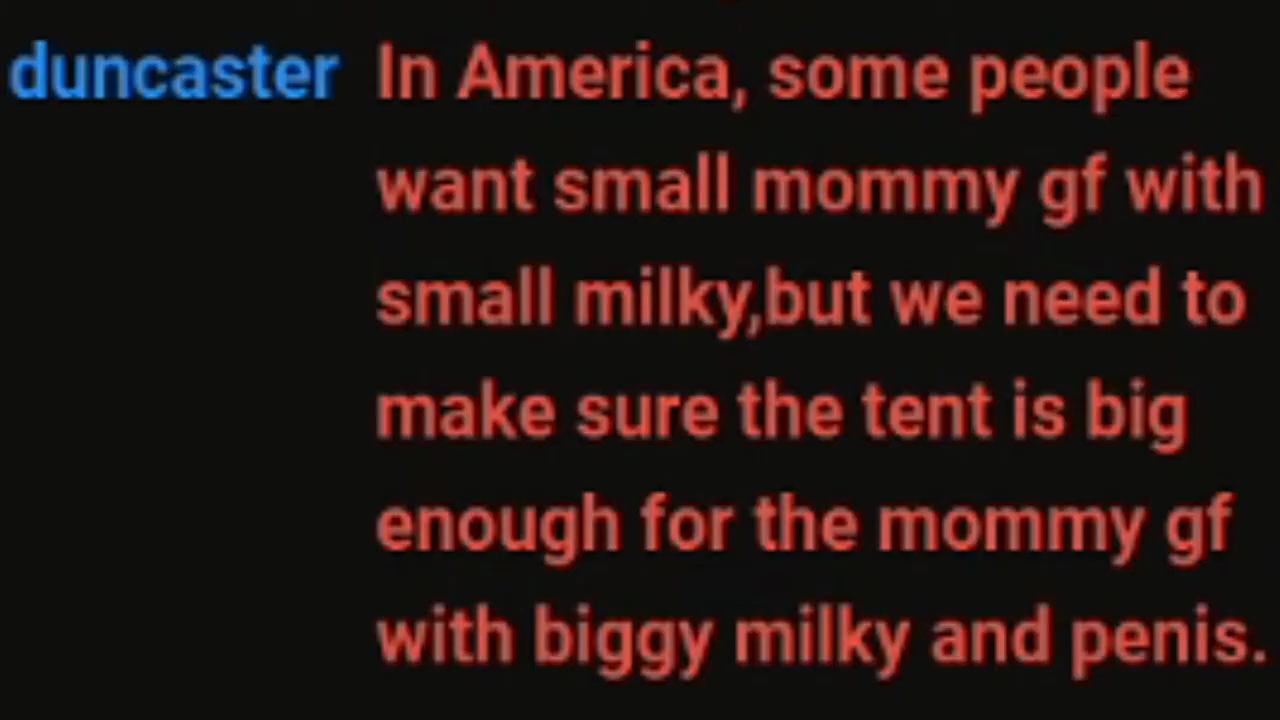 duncaster In America, some people
want small mommy gf with
small milky,but we need to
make sure the tent is big
enough for the mommy gf
with biggy milky and penis.